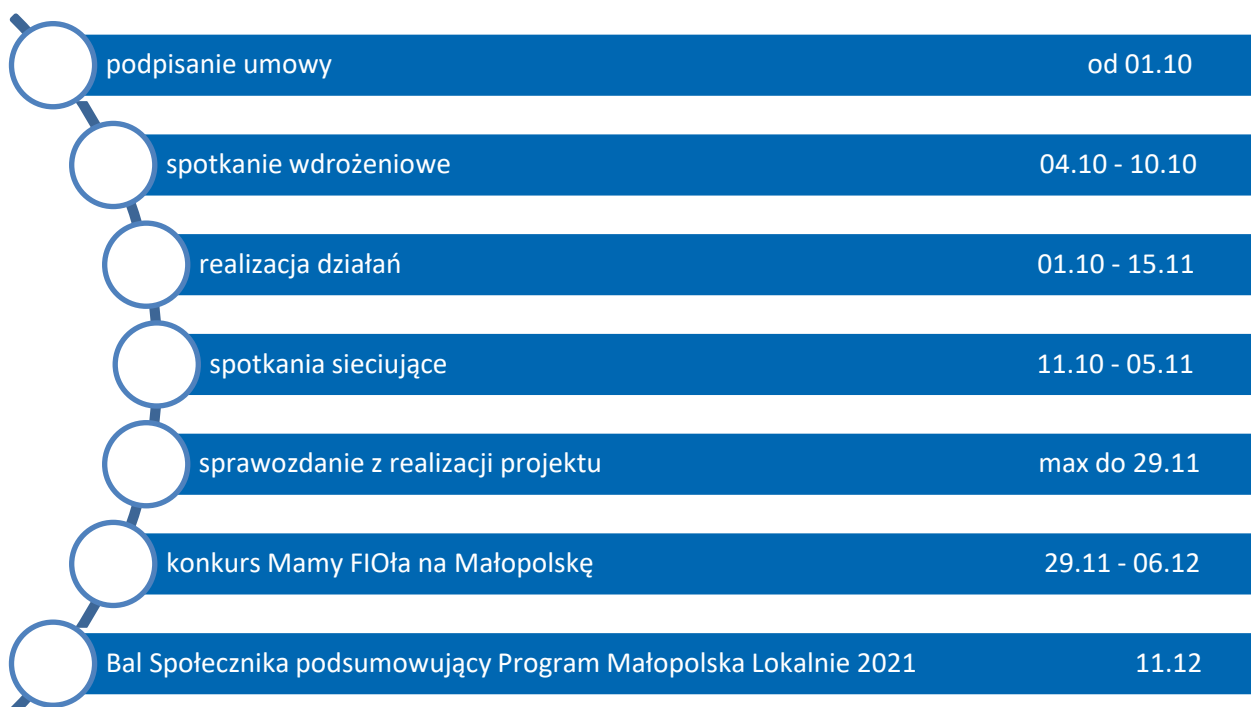 podpisanie umowy od 01.10
spotkanie wdrożeniowe 04.10 - 10.10
realizacja działań 01.10 - 15.11
spotkania sieciujące 11.10 - 05.11
sprawozdanie z realizacji projektu max do 29.11
konkurs Mamy FIOła na Małopolskę 29.11 - 06.12
Bal Społecznika podsumowujący Program Małopolska Lokalnie 2021 11.12